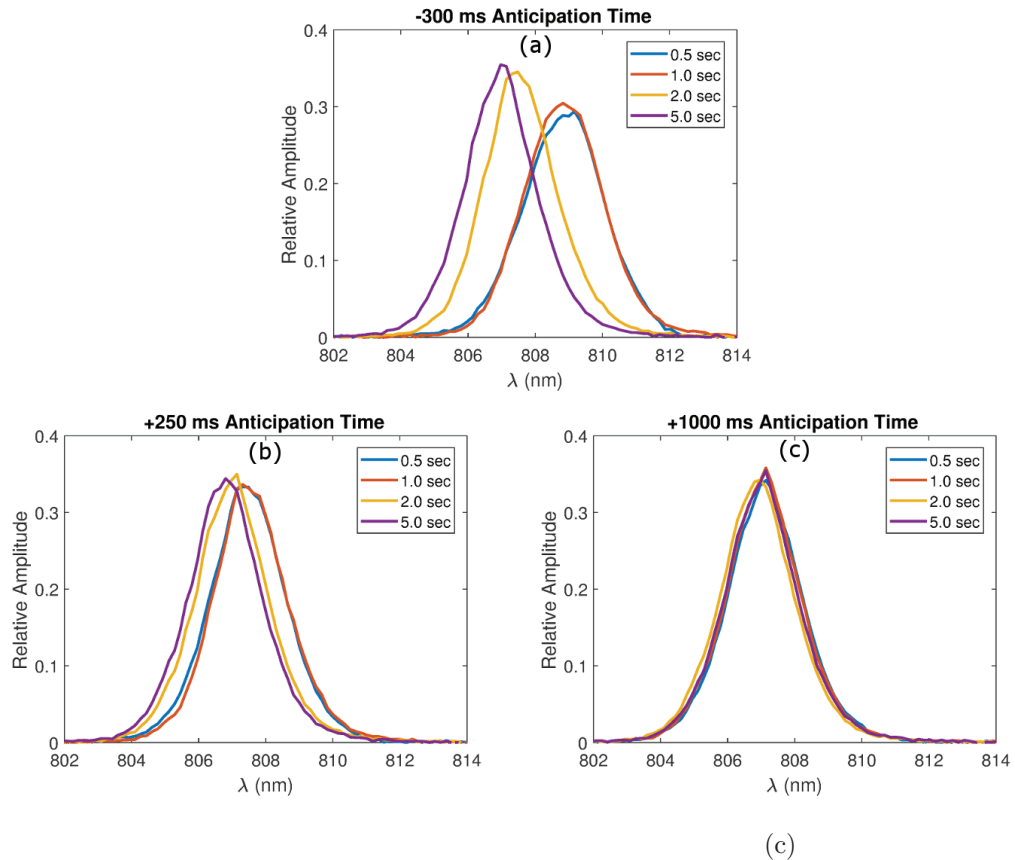 -300 ms Anticipation Time
(a)
0.5 sec
1.0 sec
2.0 sec
5.0 sec
Relative Amplitude
0.4
0.3
0.2
0.1
0
802 804 806 808 810 812 814
λ (nm)
+250 ms Anticipation Time
(b)
0.5 sec
1.0 sec
2.0 sec
5.0 sec
Relative Amplitude
0.4
0.3
0.2
0.1
0
802 804 806 808 810 812 814
λ (nm)
+1000 ms Anticipation Time
(c)
0.5 sec
1.0 sec
2.0 sec
5.0 sec
Relative Amplitude
0.4
0.3
0.2
0.1
0
802 804 806 808 810 812 814
λ (nm)
(c)